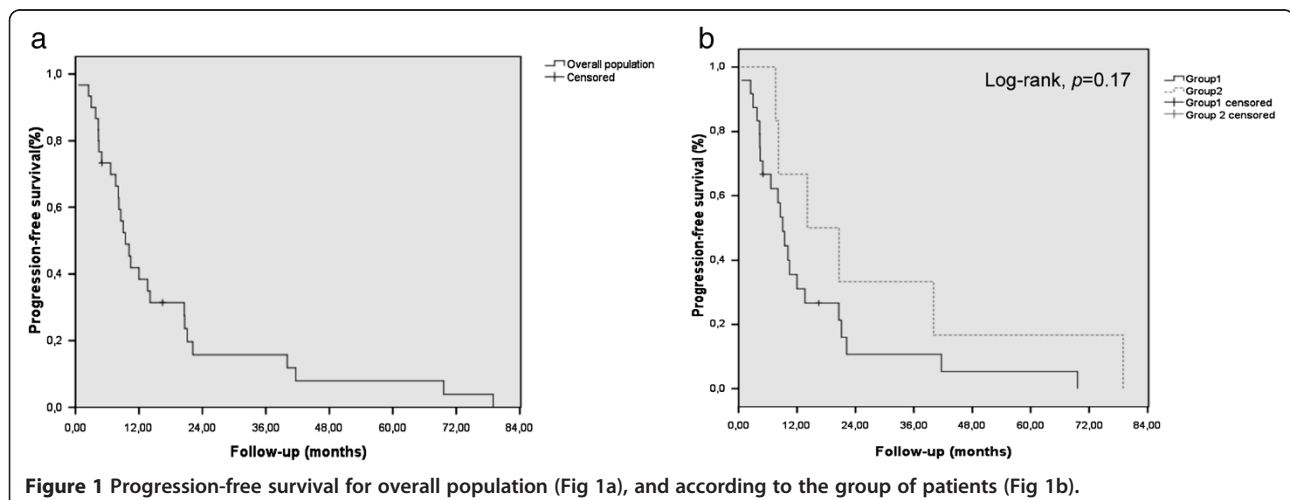 a
Overall population
Censored
Progression-free survival(%)
1,0
0,8
0,6
0,4
0,2
0,0
0,00 12,00 24,00 36,00 48,00 60,00 72,00 84,00
Follow-up (months)
b
Log-rank, p=0.17
Group1
Group2
Group1 censored
Group 2 censored
Progression-free survival (%)
1,0
0,8
0,6
0,4
0,2
0,0
0,00 12,00 24,00 36,00 48,00 60,00 72,00 84,00
Follow-up (months)
Figure 1 Progression-free survival for overall population (Fig 1a), and according to the group of patients (Fig 1b).